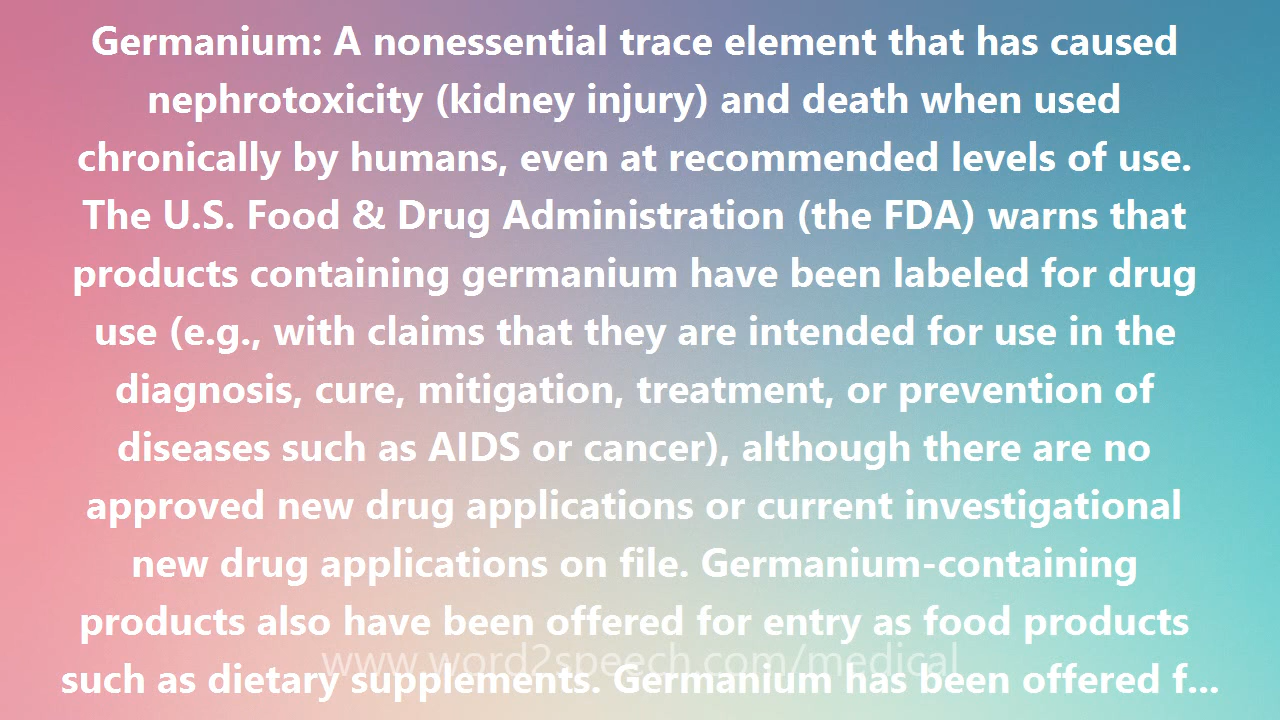 Germanium: A nonessential trace element that has caused
nephrotoxicity (kidney injury) and death when used
chronically by humans, even at recommended levels of use.
The U.S. Food & Drug Administration (the FDA) warns that
products containing germanium have been labeled for drug
use (e.g., with claims that they are intended for use in the
diagnosis, cure, mitigation, treatment, or prevention of
diseases such as AIDS or cancer), although there are no
approved new drug applications or current investigational
new drug applications on file. Germanium-containing
products also have been offered for entry as food products
www.word2speech.com/medical
such as dietary supplements. Germanium has been offered f...